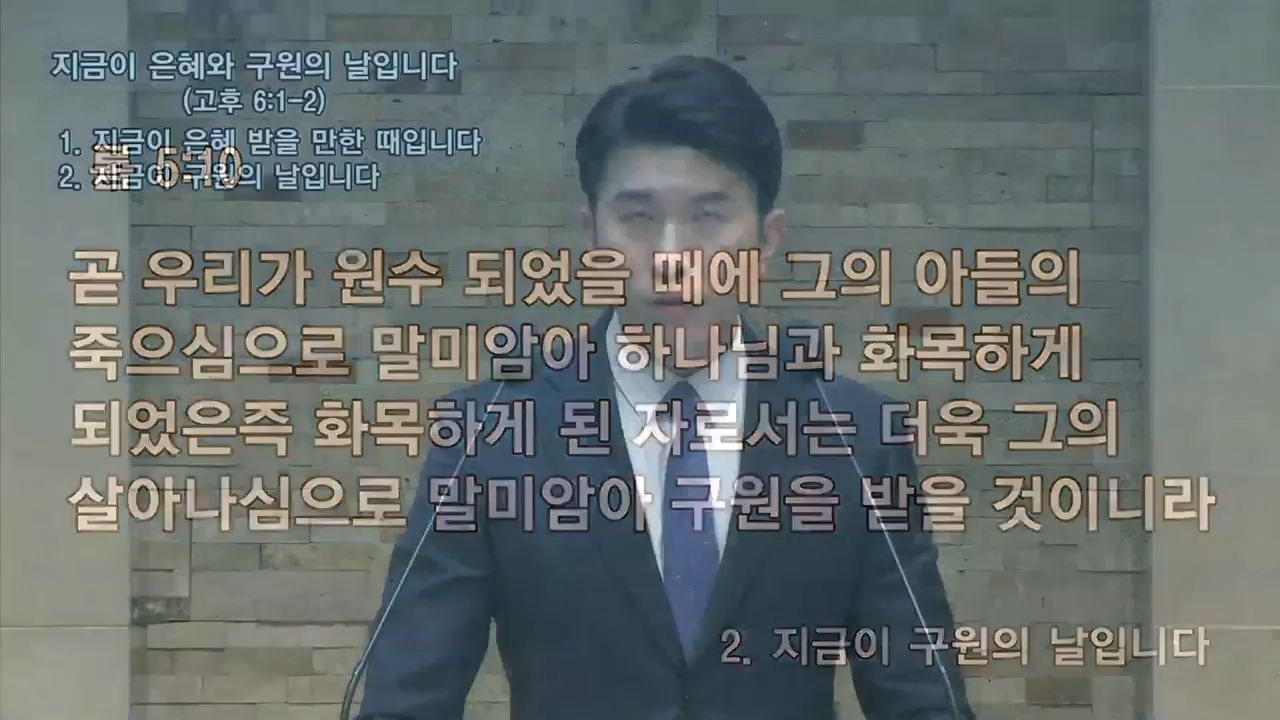 지금이 은혜와 구원의 날입니다
(고후 6:1-2)
1. 지금이 은혜 받을 만한 때입니다
롬 5:10
2. 지금이 구원의 날입니다
곧 우리가 원수 되었을 때에 그의 아들의
죽으심으로 말미암아 하나님과 화목하게
되었은즉 화목하게 된 자로서는 더욱 그의
살아나심으로 말미암아 구원을 받을 것이니라
2. 지금이 구원의 날입니다